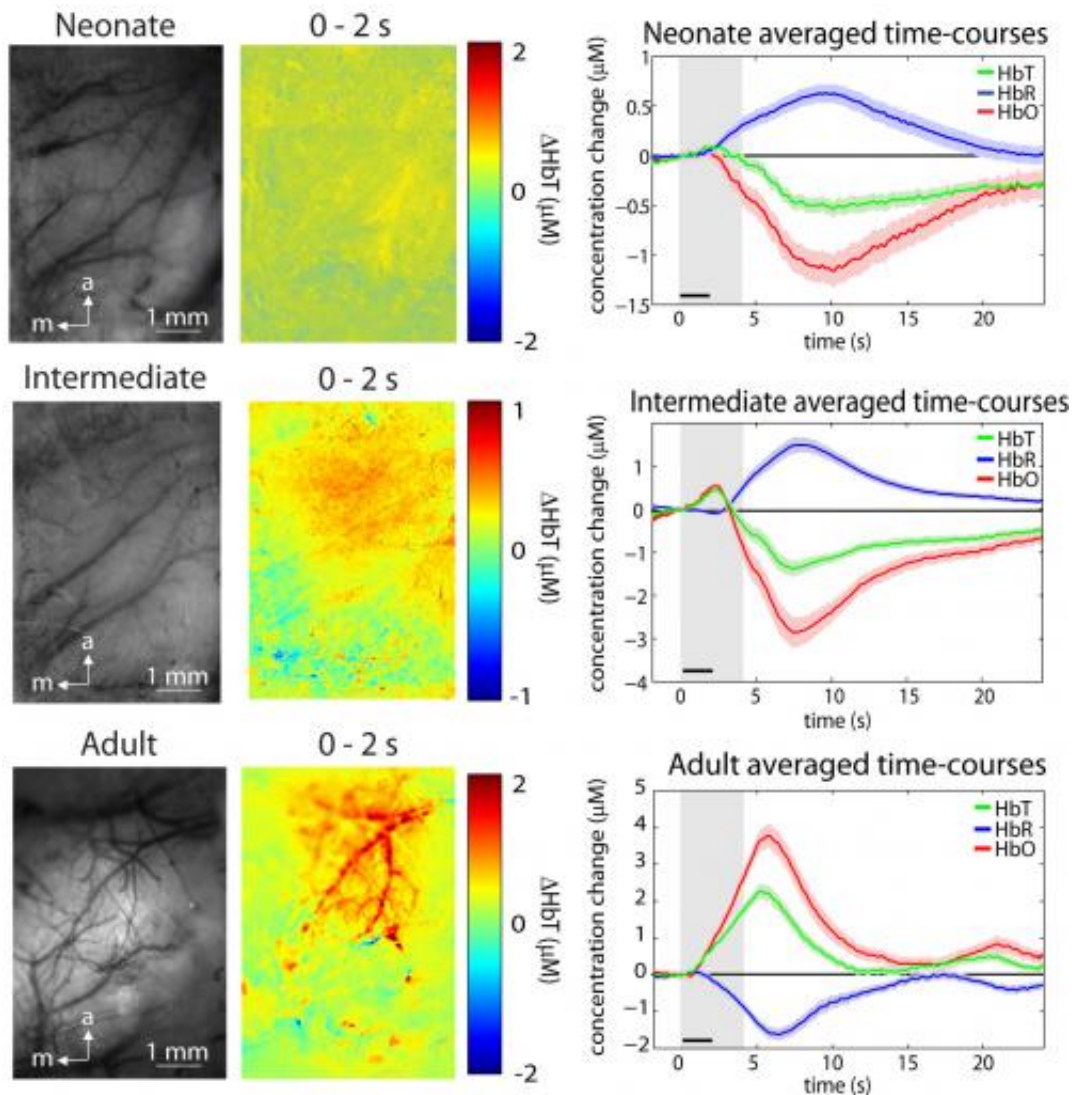 Neonate
0 - 2 s
2
0
-2
ΔHbT (μM)
a
m
1 mm
Neonate averaged time-courses
HbT
HbR
HbO
concentration change (μM)
0.5
0
-0.5
-1
-1.5
0 5 10 15 20
time (s)
Intermediate
0 - 2 s
1
0
-1
ΔHbT (μM)
a
m
1 mm
Intermediate averaged time-courses
HbT
HbR
HbO
concentration change (μM)
1
0
−1
−2
−3
−4
0 5 10 15 20
time (s)
Adult
0 - 2 s
2
0
-2
ΔHbT (μM)
a
m
1 mm
Adult averaged time-courses
HbT
HbR
HbO
concentration change (μM)
5
4
3
2
1
0
−1
−2
0 5 10 15 20
time (s)